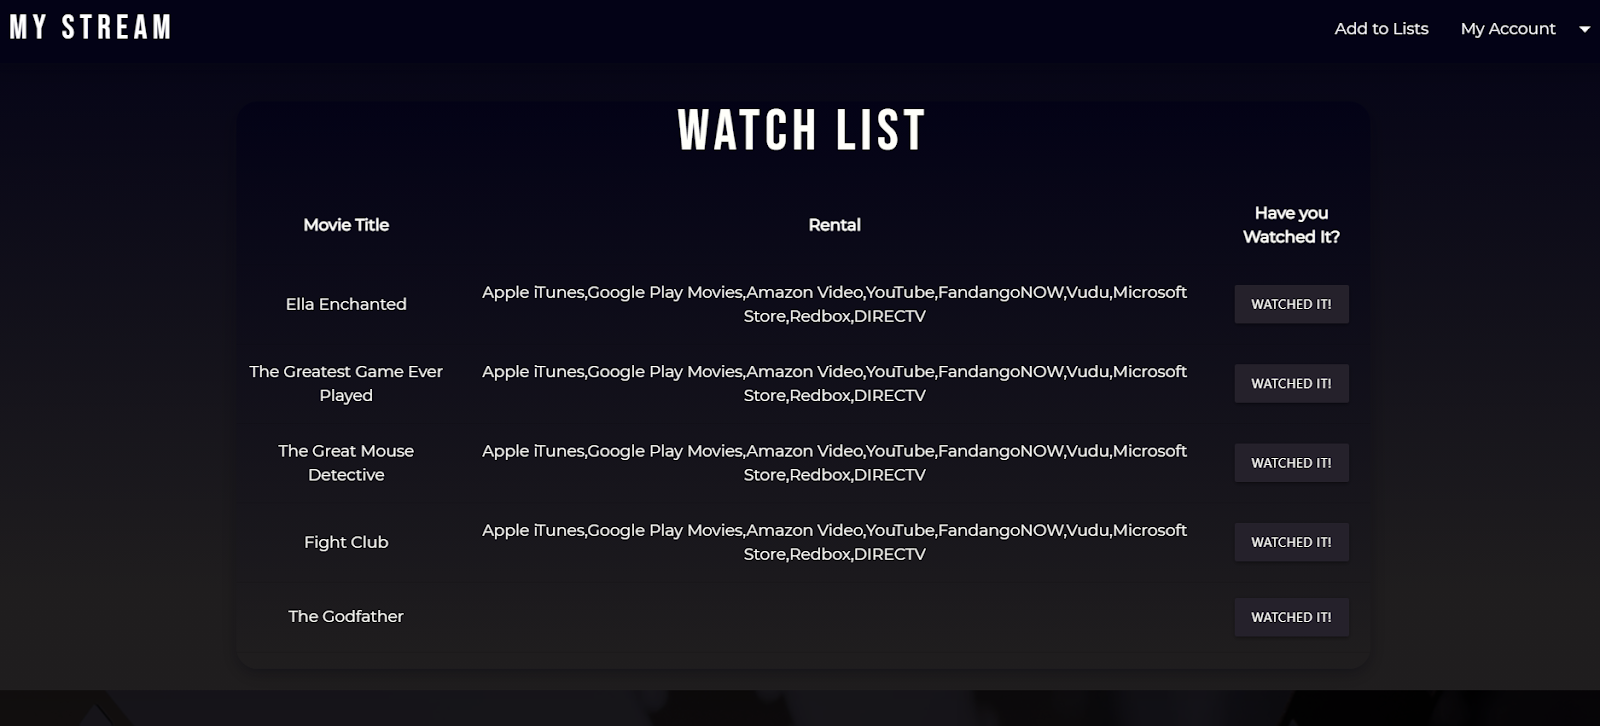 MY STREAM
Add to Lists
My Account
WATCH LIST
Movie Title
Rental
Have you
Watched It?
Ella Enchanted
Apple iTunes,Google Play Movies,Amazon Video,YouTube,FandangoNOW,Vudu,Microsoft
Store,Redbox,DIRECTV
WATCHED IT!
The Greatest Game Ever
Played
Apple iTunes,Google Play Movies,Amazon Video,YouTube,FandangoNOW,Vudu,Microsoft
Store,Redbox,DIRECTV
WATCHED IT!
The Great Mouse
Detective
Apple iTunes,Google Play Movies,Amazon Video,YouTube,FandangoNOW,Vudu,Microsoft
Store,Redbox,DIRECTV
WATCHED IT!
Fight Club
Apple iTunes,Google Play Movies,Amazon Video,YouTube,FandangoNOW,Vudu,Microsoft
Store,Redbox,DIRECTV
WATCHED IT!
The Godfather
WATCHED IT!